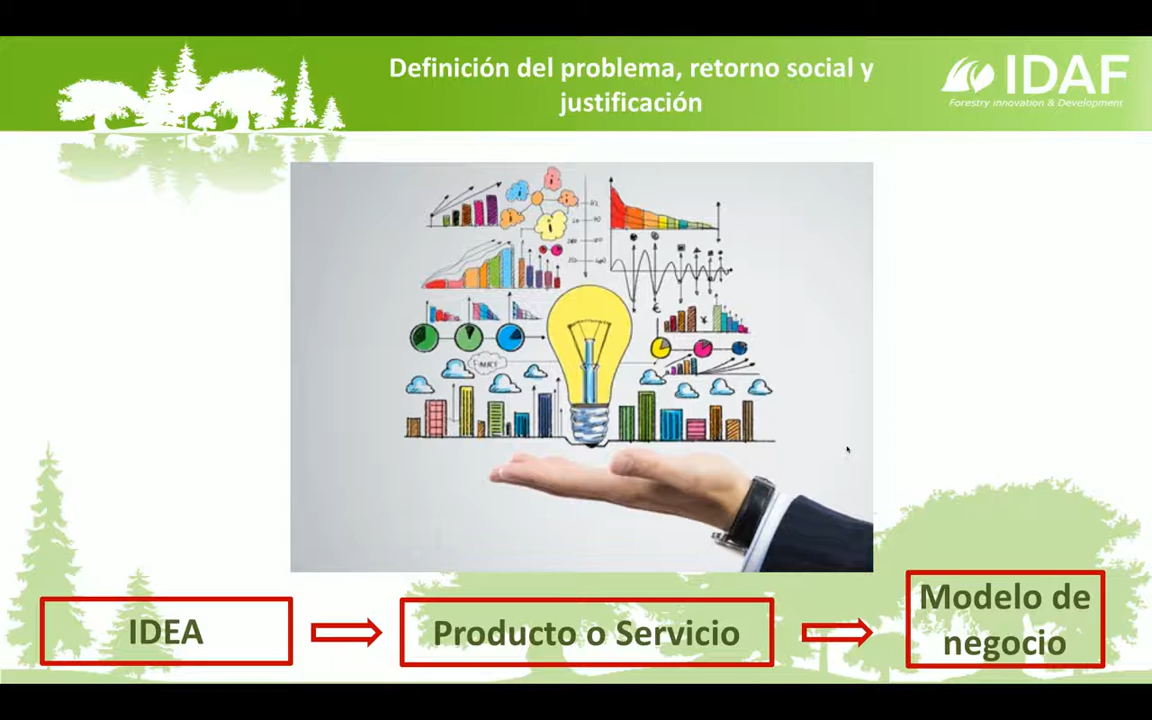 Definición del problema, retorno social y
justificación
IDAF
Forestry innovation & Development
IDEA
Producto o Servicio
Modelo de
negocio